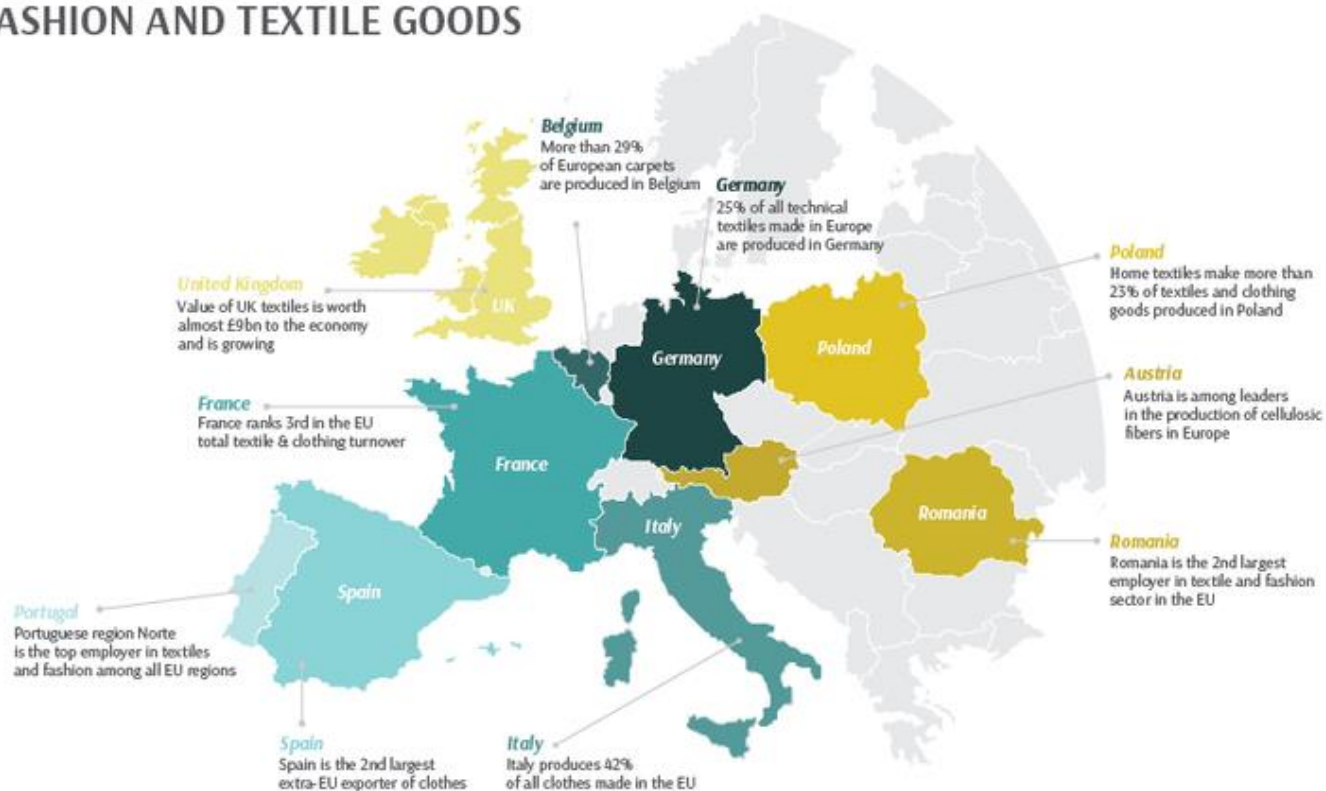 ASHION AND TEXTILE GOODS
Belgium
More than 29%
of European carpets
are produced in Belgium
Germany
25% of all technical
textiles made in Europe
are produced in Germany
United Kingdom
Value of UK textiles is worth
almost £9bn to the economy
and is growing
UK
Poland
Home textiles make more than
23% of textiles and clothing
goods produced in Poland
Germany
Poland
France
France ranks 3rd in the EU
total textile & clothing turnover
Austria
Austria is among leaders
in the production of cellulosic
fibers in Europe
France
Italy
Romania
Romania
Romania is the 2nd largest
employer in textile and fashion
sector in the EU
Spain
Portugal
Portuguese region Norte
is the top employer in textiles
and fashion among all EU regions
Spain
Spain is the 2nd largest
extra-EU exporter of clothes
Italy
Italy produces 42%
of all clothes made in the EU